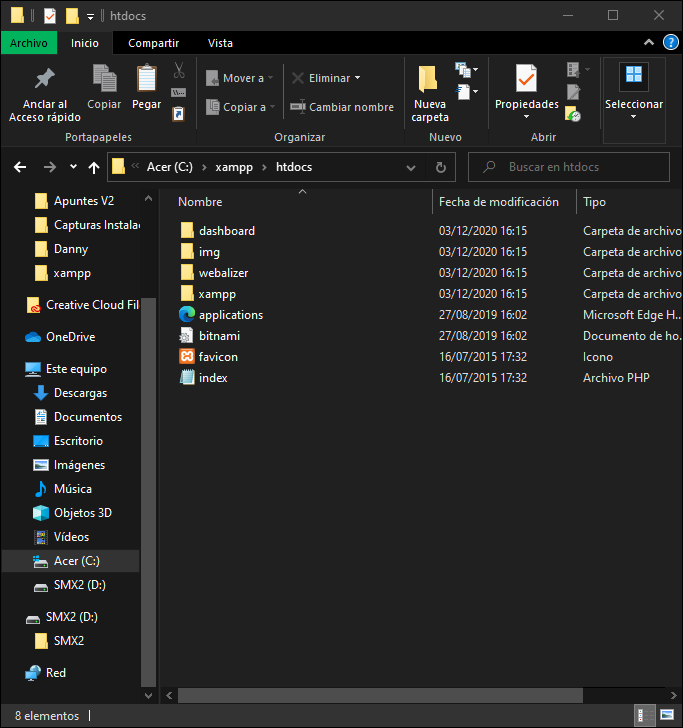 htdocs
Archivo Inicio Compartir Vista
Anclar al Acceso rápido
Copiar
Pegar
Mover a
Copiar a
Eliminar
Cambiar nombre
Nueva carpeta
Propiedades
Seleccionar
Portapapeles Organizar Nuevo Abrir
« Acer (C:) › xampp › htdocs
Buscar en htdocs
Apuntes V2
Capturas Instala
Danny
xampp
Creative Cloud Fil
OneDrive
Este equipo
Descargas
Documentos
Escritorio
Imágenes
Música
Objetos 3D
Vídeos
Acer (C:)
SMX2 (D:)
SMX2 (D:)
SMX2
Red
Nombre Fecha de modificación Tipo
dashboard 03/12/2020 16:15 Carpeta de archivo
img 03/12/2020 16:15 Carpeta de archivo
webalizer 03/12/2020 16:15 Carpeta de archivo
xampp 03/12/2020 16:15 Carpeta de archivo
applications 27/08/2019 16:02 Microsoft Edge H...
bitnami 27/08/2019 16:02 Documento de ho...
favicon 16/07/2015 17:32 Icono
index 16/07/2015 17:32 Archivo PHP
8 elementos